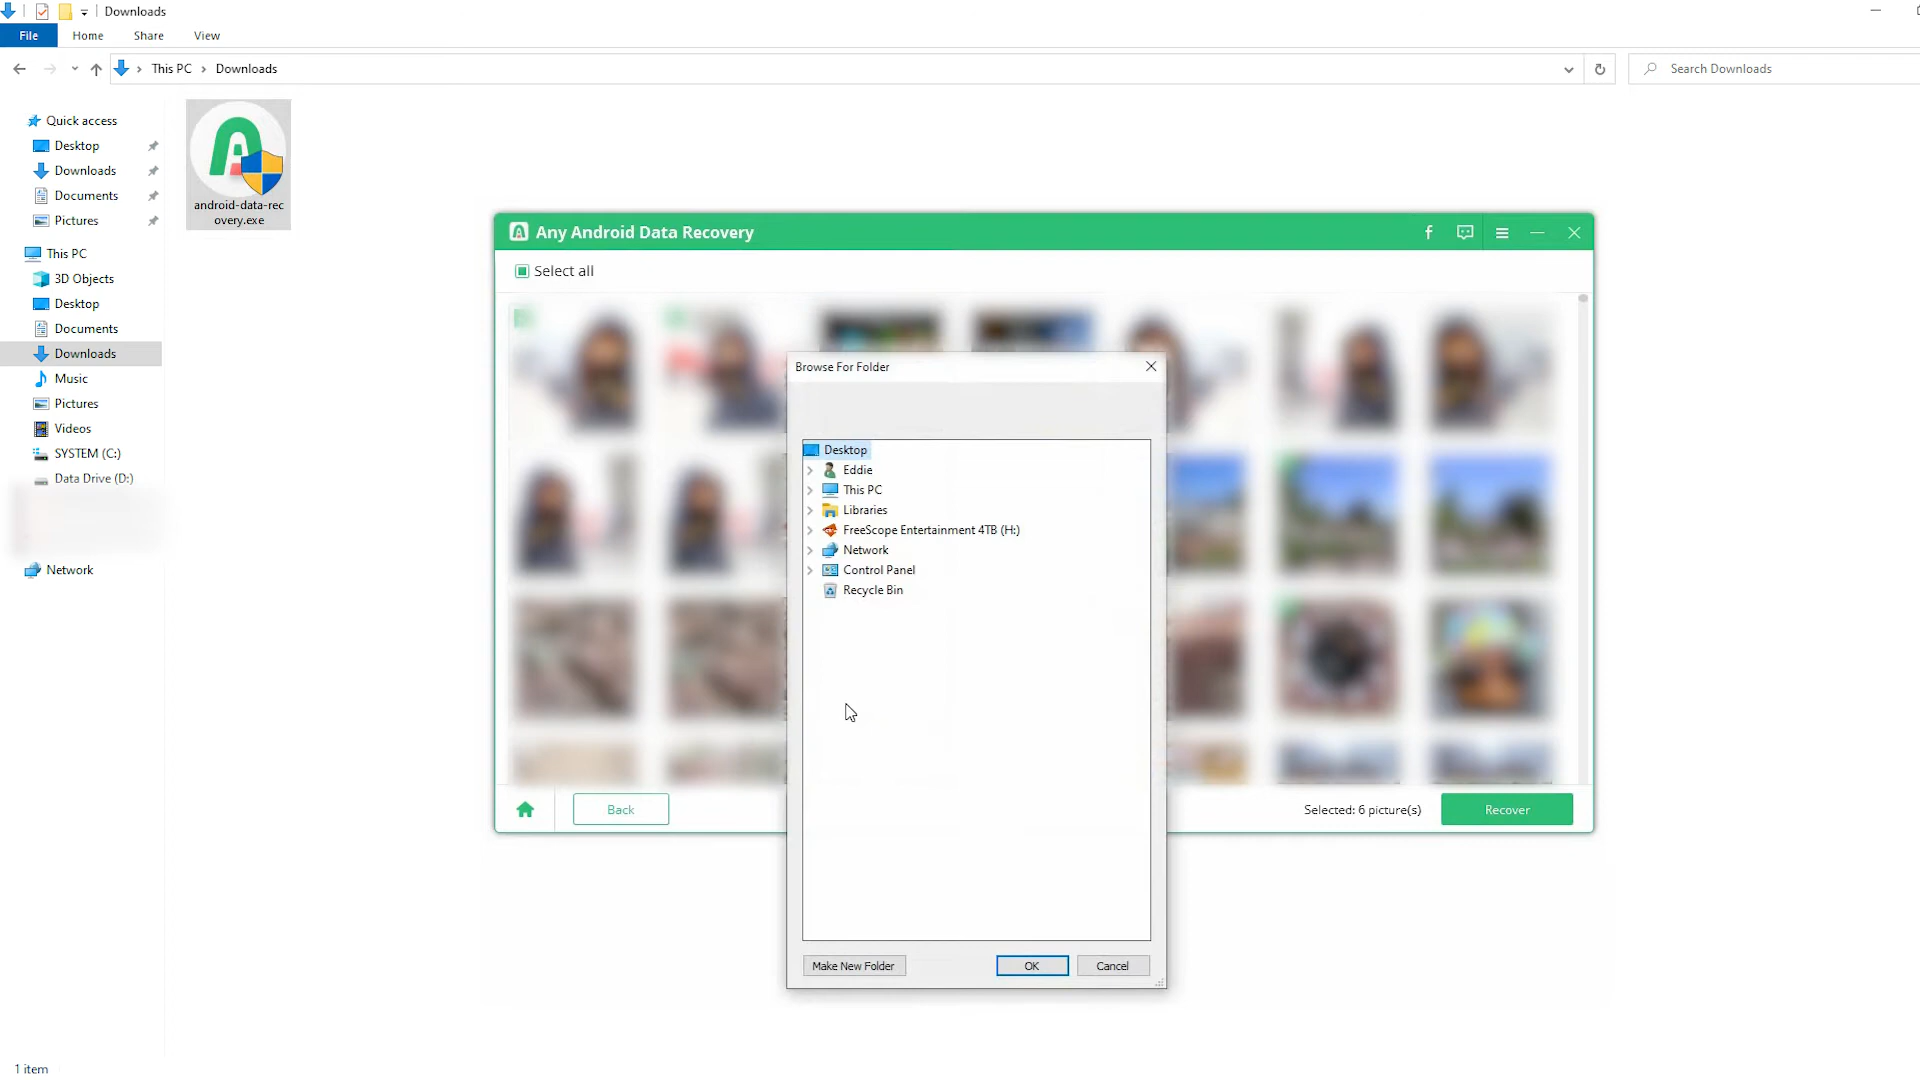 Downloads
File
Home
Share
View
This PC
Downloads
Search Downloads
Quick access
Desktop
Downloads
Documents
Pictures
This PC
3D Objects
Desktop
Documents
Downloads
Music
Pictures
Videos
SYSTEM (C:)
Data Drive (D:)
Network
1 item
android-data-rec
overy.exe
Any Android Data Recovery
Select all
Browse For Folder
Desktop
Eddie
This PC
Libraries
FreeScope Entertainment 4TB (H:)
Network
Control Panel
Recycle Bin
Make New Folder
OK
Cancel
Back
Selected: 6 picture(s)
Recover